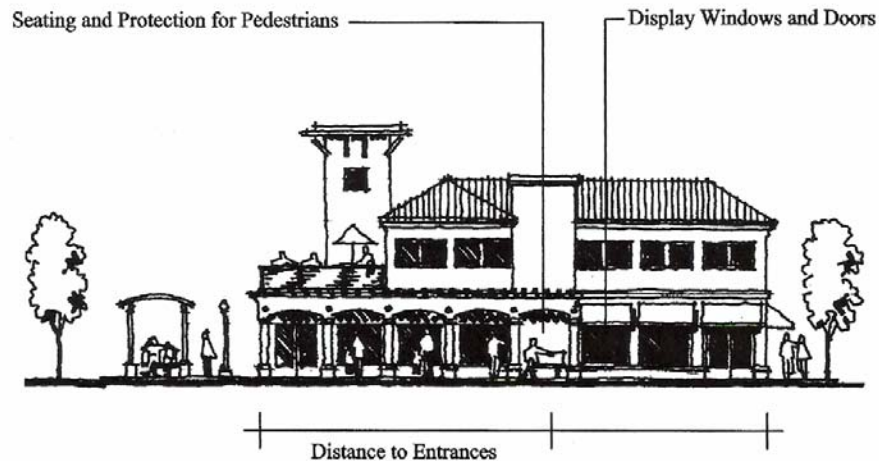 Seating and Protection for Pedestrians
Display Windows and Doors
Distance to Entrances